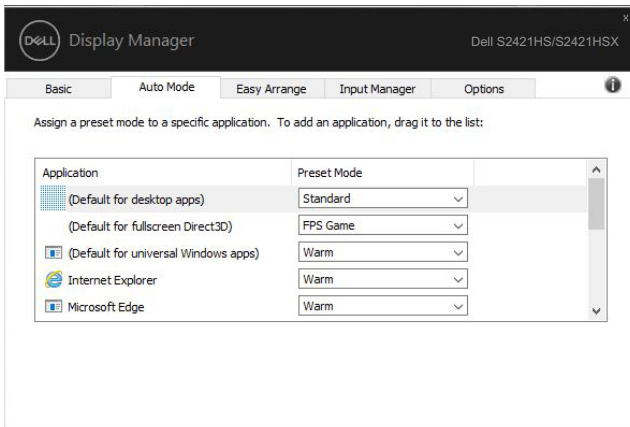 x
DELL Display Manager Dell S2421HS/S2421HSX
Basic Auto Mode Easy Arrange Input Manager Options i
Assign a preset mode to a specific application. To add an application, drag it to the list:
Application Preset Mode
(Default for desktop apps) Standard
(Default for fullscreen Direct3D) FPS Game
(Default for universal Windows apps) Warm
Internet Explorer Warm
Microsoft Edge Warm